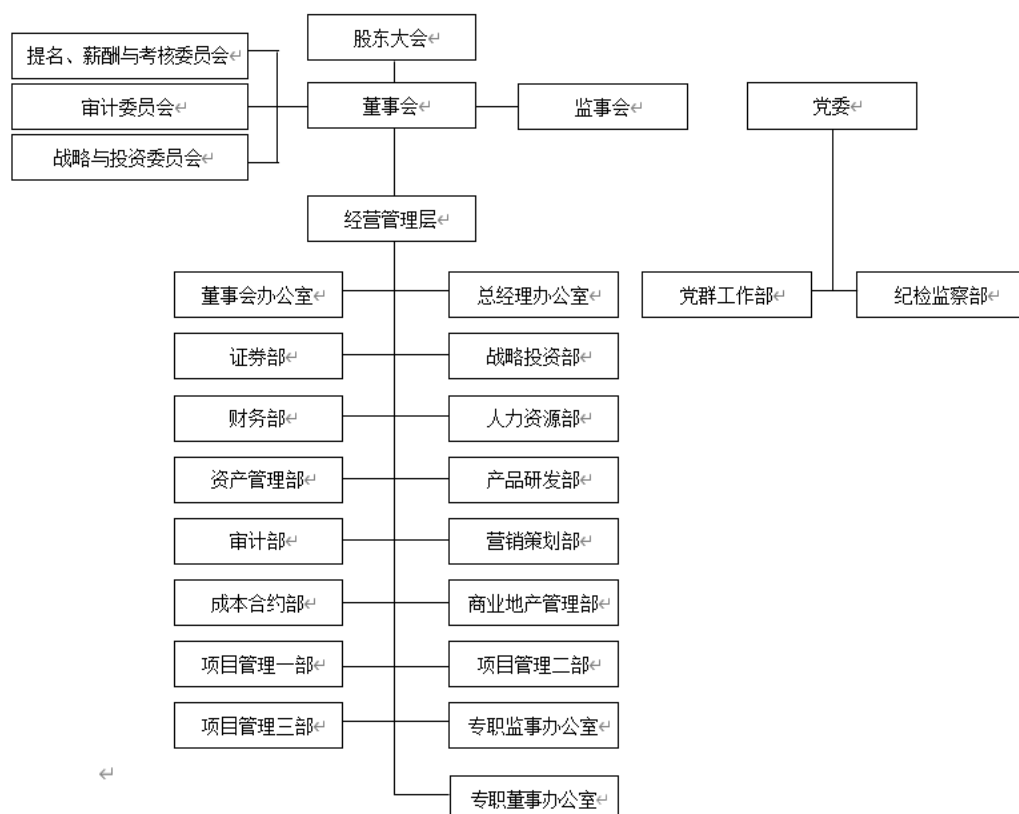 股东大会
提名、薪酬与考核委员会
审计委员会
董事会
监事会
党委
战略与投资委员会
经营管理层
董事会办公室
总经理办公室
党群工作部
纪检监察部
证券部
战略投资部
财务部
人力资源部
资产管理部
产品研发部
审计部
营销策划部
成本合约部
商业地产管理部
项目管理一部
项目管理二部
项目管理三部
专职监事办公室
专职董事办公室